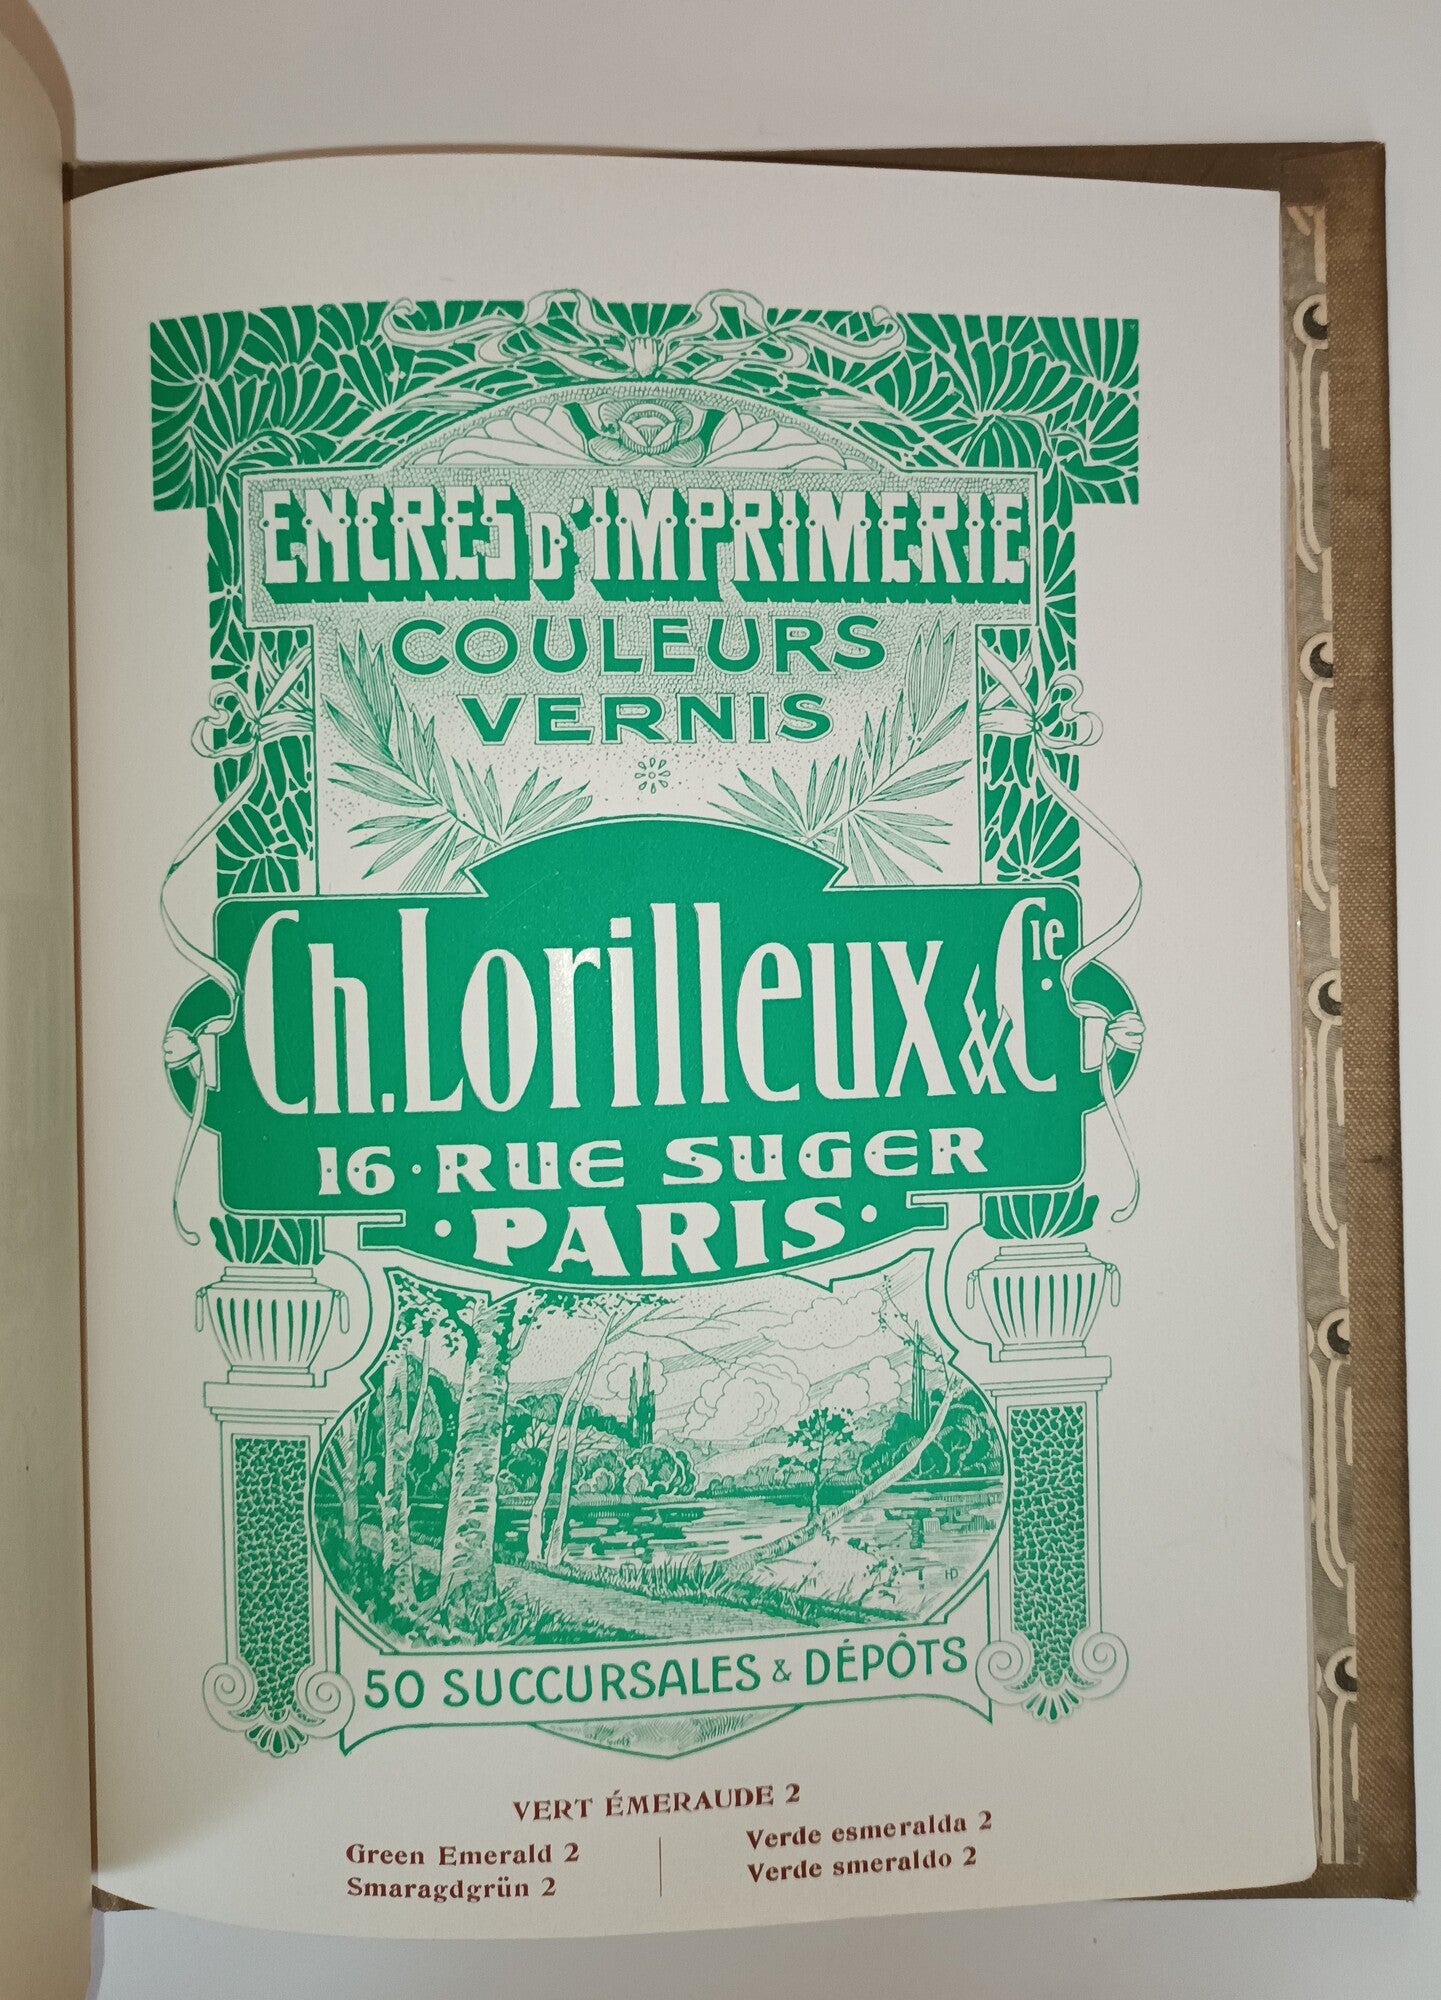 ENCRES D'IMPRIMERIE
COULEURS
VERNIS
Ch. Lorilleux & Cie.
16 · RUE SUGER
· PARIS ·
HD
50 SUCCURSALES & DÉPÔTS
VERT ÉMERAUDE 2
Green Emerald 2
Smaragdgrün 2
Verde esmeralda 2
Verde smeraldo 2